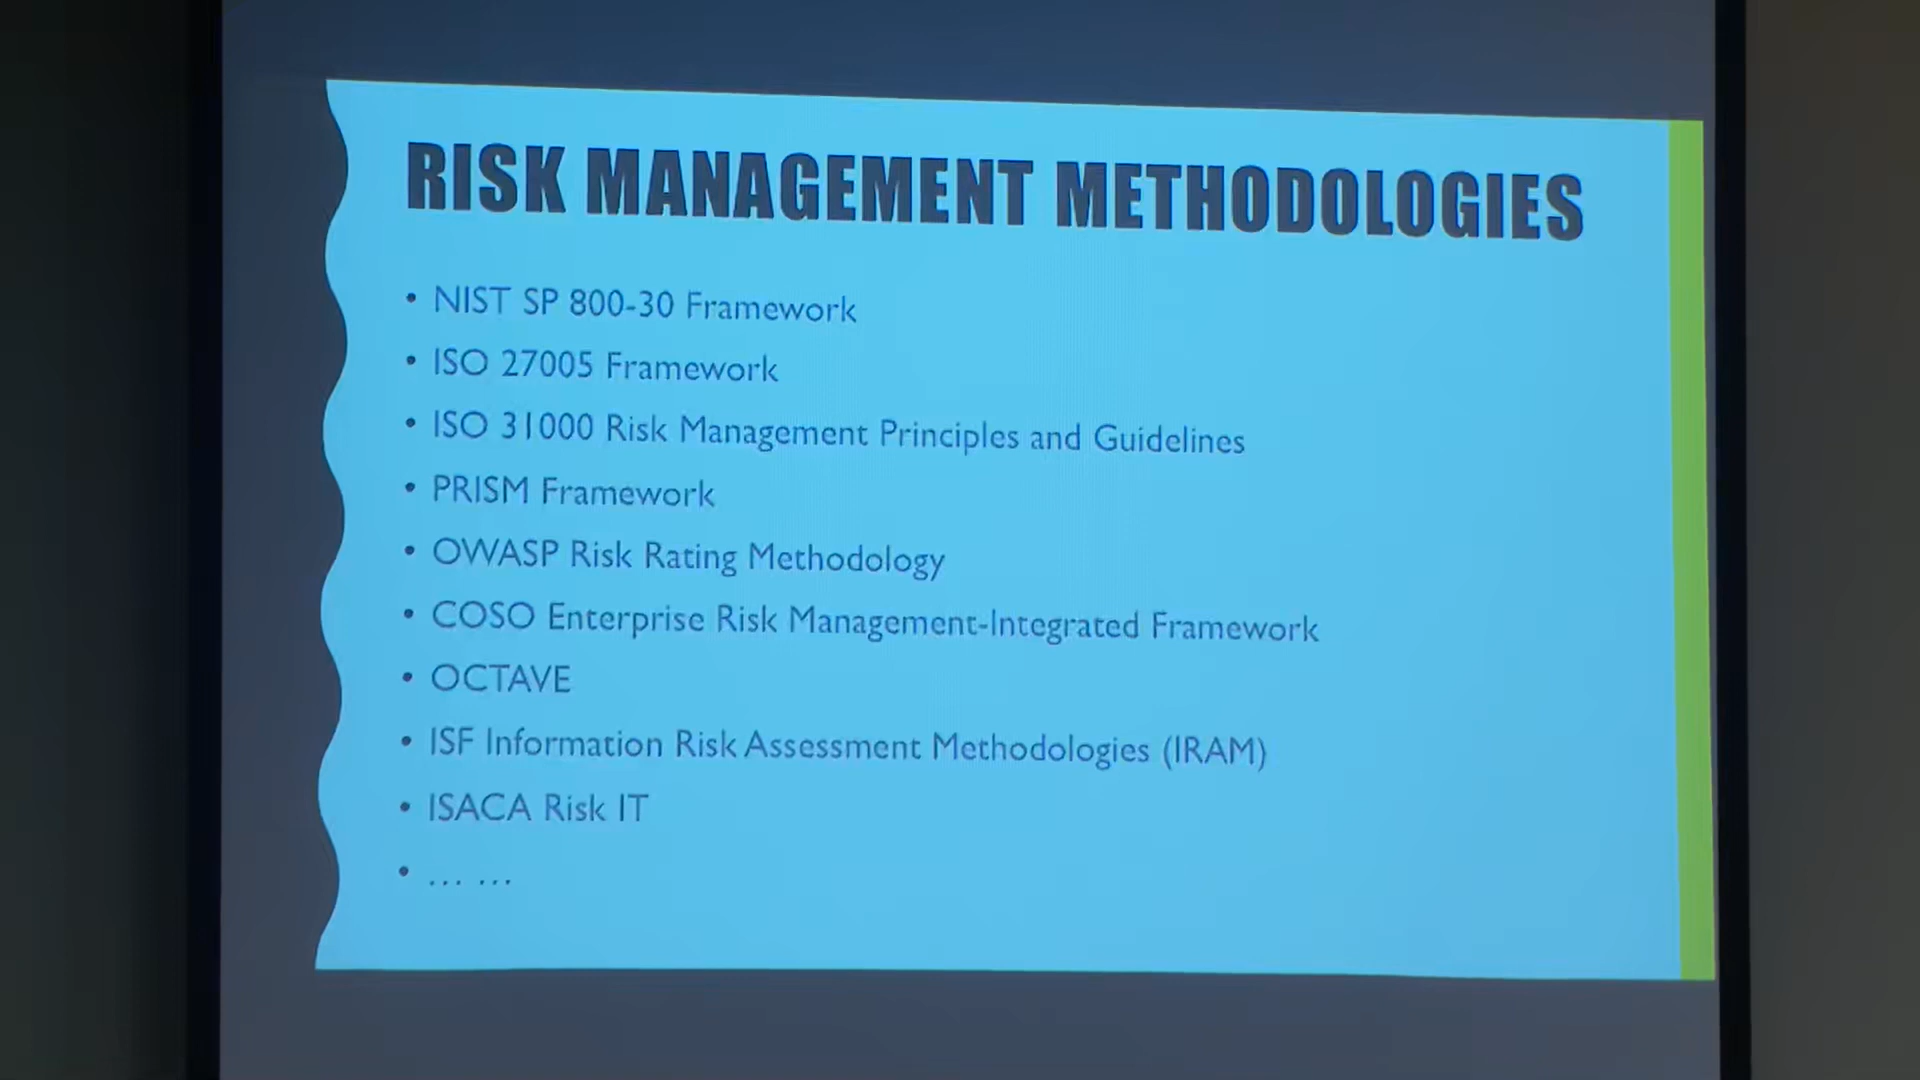 RISK MANAGEMENT METHODOLOGIES
• NIST SP 800-30 Framework
• ISO 27005 Framework
• ISO 31000 Risk Management Principles and Guidelines
• PRISM Framework
• OWASP Risk Rating Methodology
• COSO Enterprise Risk Management-Integrated Framework
• OCTAVE
• ISF Information Risk Assessment Methodologies (IRAM)
• ISACA Risk IT
• ... ...